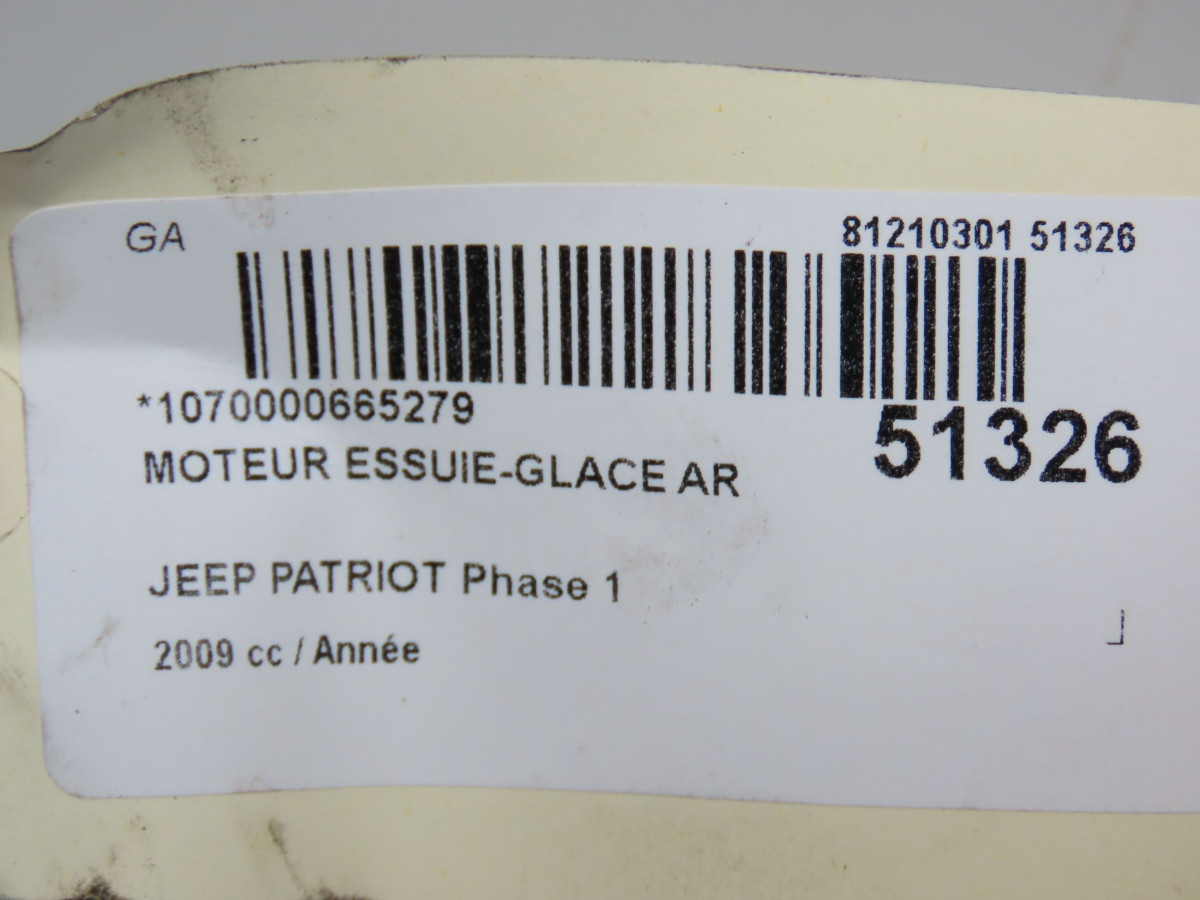 GA
81210301 51326
*1070000665279
51326
MOTEUR ESSUIE-GLACE AR
JEEP PATRIOT Phase 1
2009 cc / Année